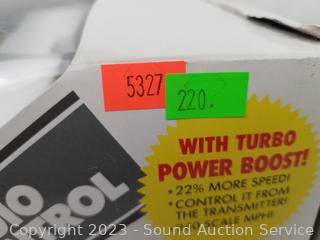 5327
220.
WITH TURBO
POWER BOOST!
• 22% MORE SPEED!
• CONTROL IT FROM
THE TRANSMITTER!
SCALE MPH!
Copyright 2023 - Sound Auction Service